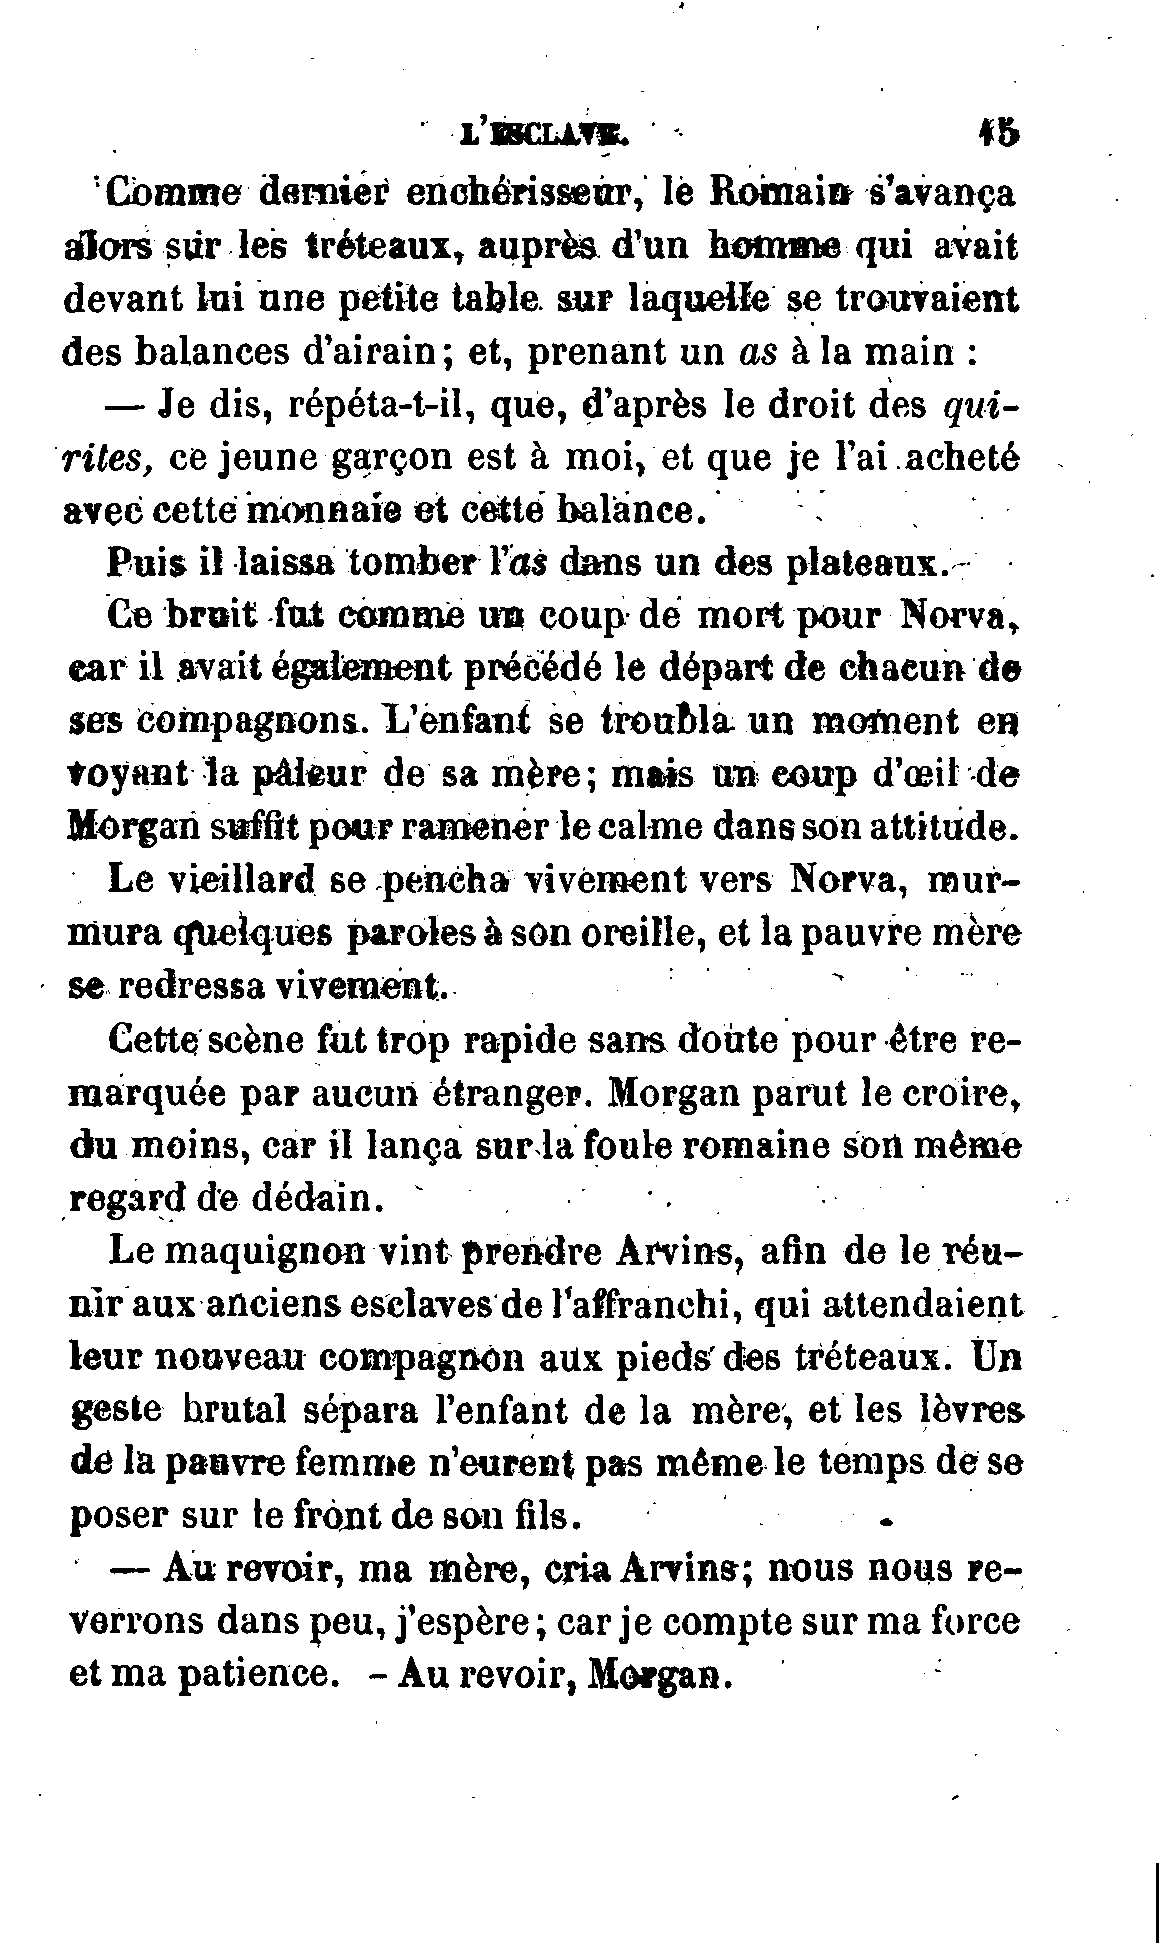 L'ESCLAVE. 15
Comme dernier enchérisseur, le Romain s'avança
alors sur les tréteaux, auprès d'un homme qui avait
devant lui une petite table sur laquelle se trouvaient
des balances d'airain; et, prenant un as à la main :
— Je dis, répéta-t-il, que, d'après le droit des qui-
rites, ce jeune garçon est à moi, et que je l'ai acheté
avec cette monnaie et cette balance.
Puis il laissa tomber l'as dans un des plateaux.
Ce bruit fut comme un coup de mort pour Norva,
car il avait également précédé le départ de chacun de
ses compagnons. L'enfant se troubla un moment en
voyant la pâleur de sa mère; mais un coup d'œil de
Morgan suffit pour ramener le calme dans son attitude.
Le vieillard se pencha vivement vers Norva, mur-
mura quelques paroles à son oreille, et la pauvre mère
se redressa vivement.
Cette scène fut trop rapide sans doute pour être re-
marquée par aucun étranger. Morgan parut le croire,
du moins, car il lança sur la foule romaine son même
regard de dédain.
Le maquignon vint prendre Arvins, afin de le réu-
nir aux anciens esclaves de l'affranchi, qui attendaient
leur nouveau compagnon aux pieds des tréteaux. Un
geste brutal sépara l'enfant de la mère, et les lèvres
de la pauvre femme n'eurent pas même le temps de se
poser sur le front de son fils.
— Au revoir, ma mère, cria Arvins; nous nous re-
verrons dans peu, j'espère; car je compte sur ma force
et ma patience. – Au revoir, Morgan.